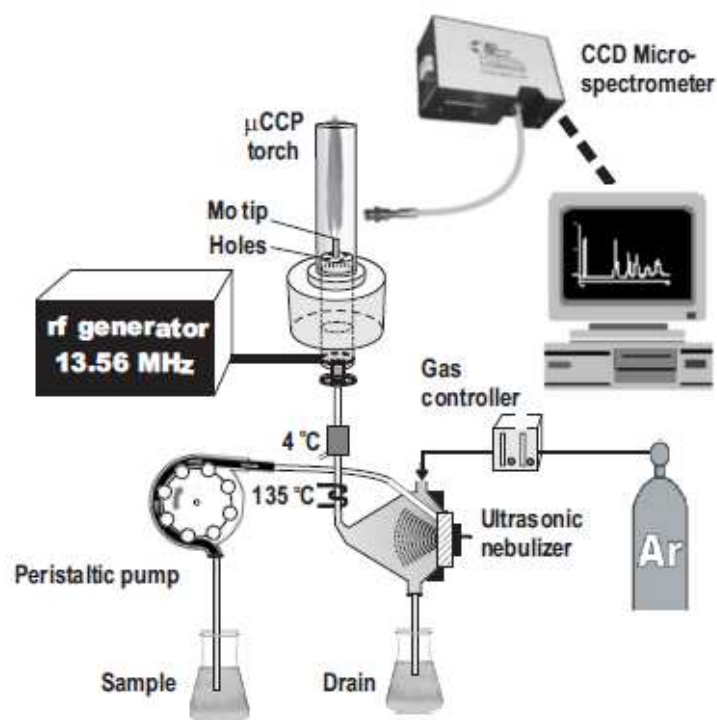 CCD Micro-
spectrometer
μCCP
torch
Mo tip
Holes
rf generator
13.56 MHz
Gas
controller
4 °C
135 °C
Ultrasonic
nebulizer
Ar
Peristaltic pump
Sample
Drain